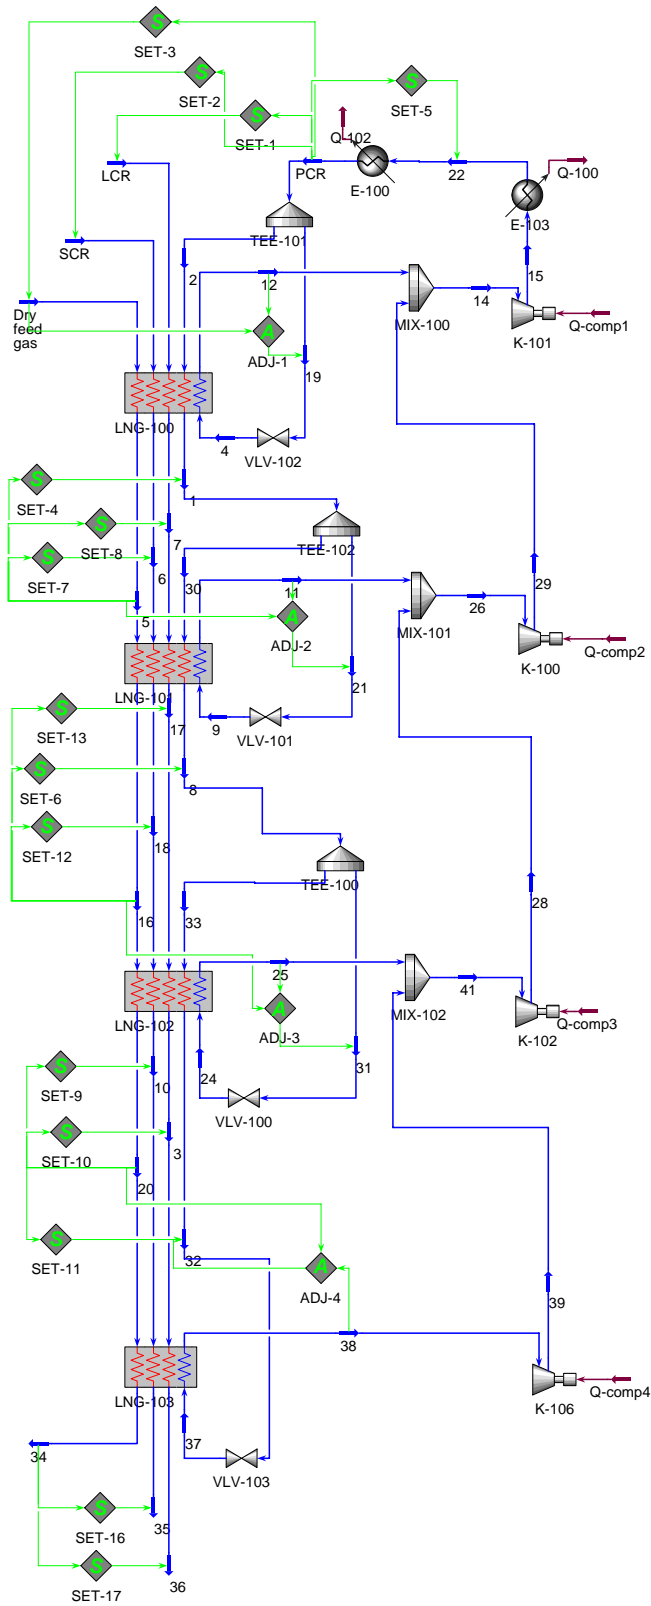 S
SET-3
S
SET-2
S
SET-5
S
SET-1
Q-102
LCR
PCR
E-100
22
Q-100
E-103
TEE-101
SCR
2
12
15
14
MIX-100
Dry
feed
gas
A
ADJ-1
K-101
Q-comp1
19
LNG-100
4
VLV-102
S
SET-4
1
S
SET-8
7
TEE-102
S
SET-7
6
30
11
29
5
A
ADJ-2
MIX-101
26
K-100
Q-comp2
LNG-101
21
S
SET-13
17
9
VLV-101
S
SET-6
8
S
SET-12
18
TEE-100
16
33
28
25
41
LNG-102
A
ADJ-3
MIX-102
K-102
Q-comp3
S
SET-9
10
24
VLV-100
31
S
SET-10
3
20
S
SET-11
32
A
ADJ-4
39
38
LNG-103
K-106
Q-comp4
34
37
VLV-103
S
SET-16
35
S
SET-17
36